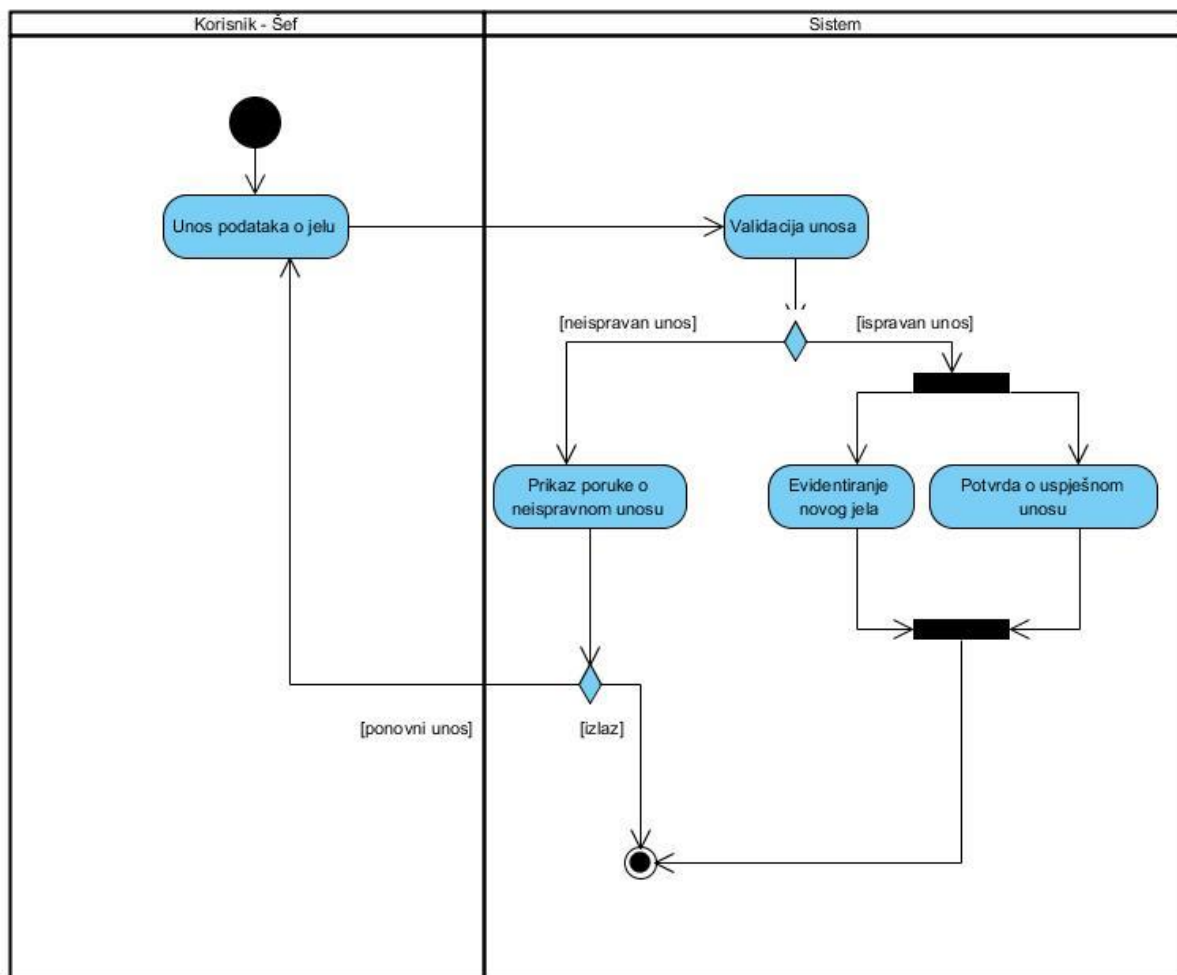 Korisnik - Šef
Sistem
Unos podataka o jelu
Validacija unosa
[neispravan unos]
[ispravan unos]
Prikaz poruke o
neispravnom unosu
Evidentiranje
novog jela
Potvrda o uspješnom
unosu
[ponovni unos]
[izlaz]